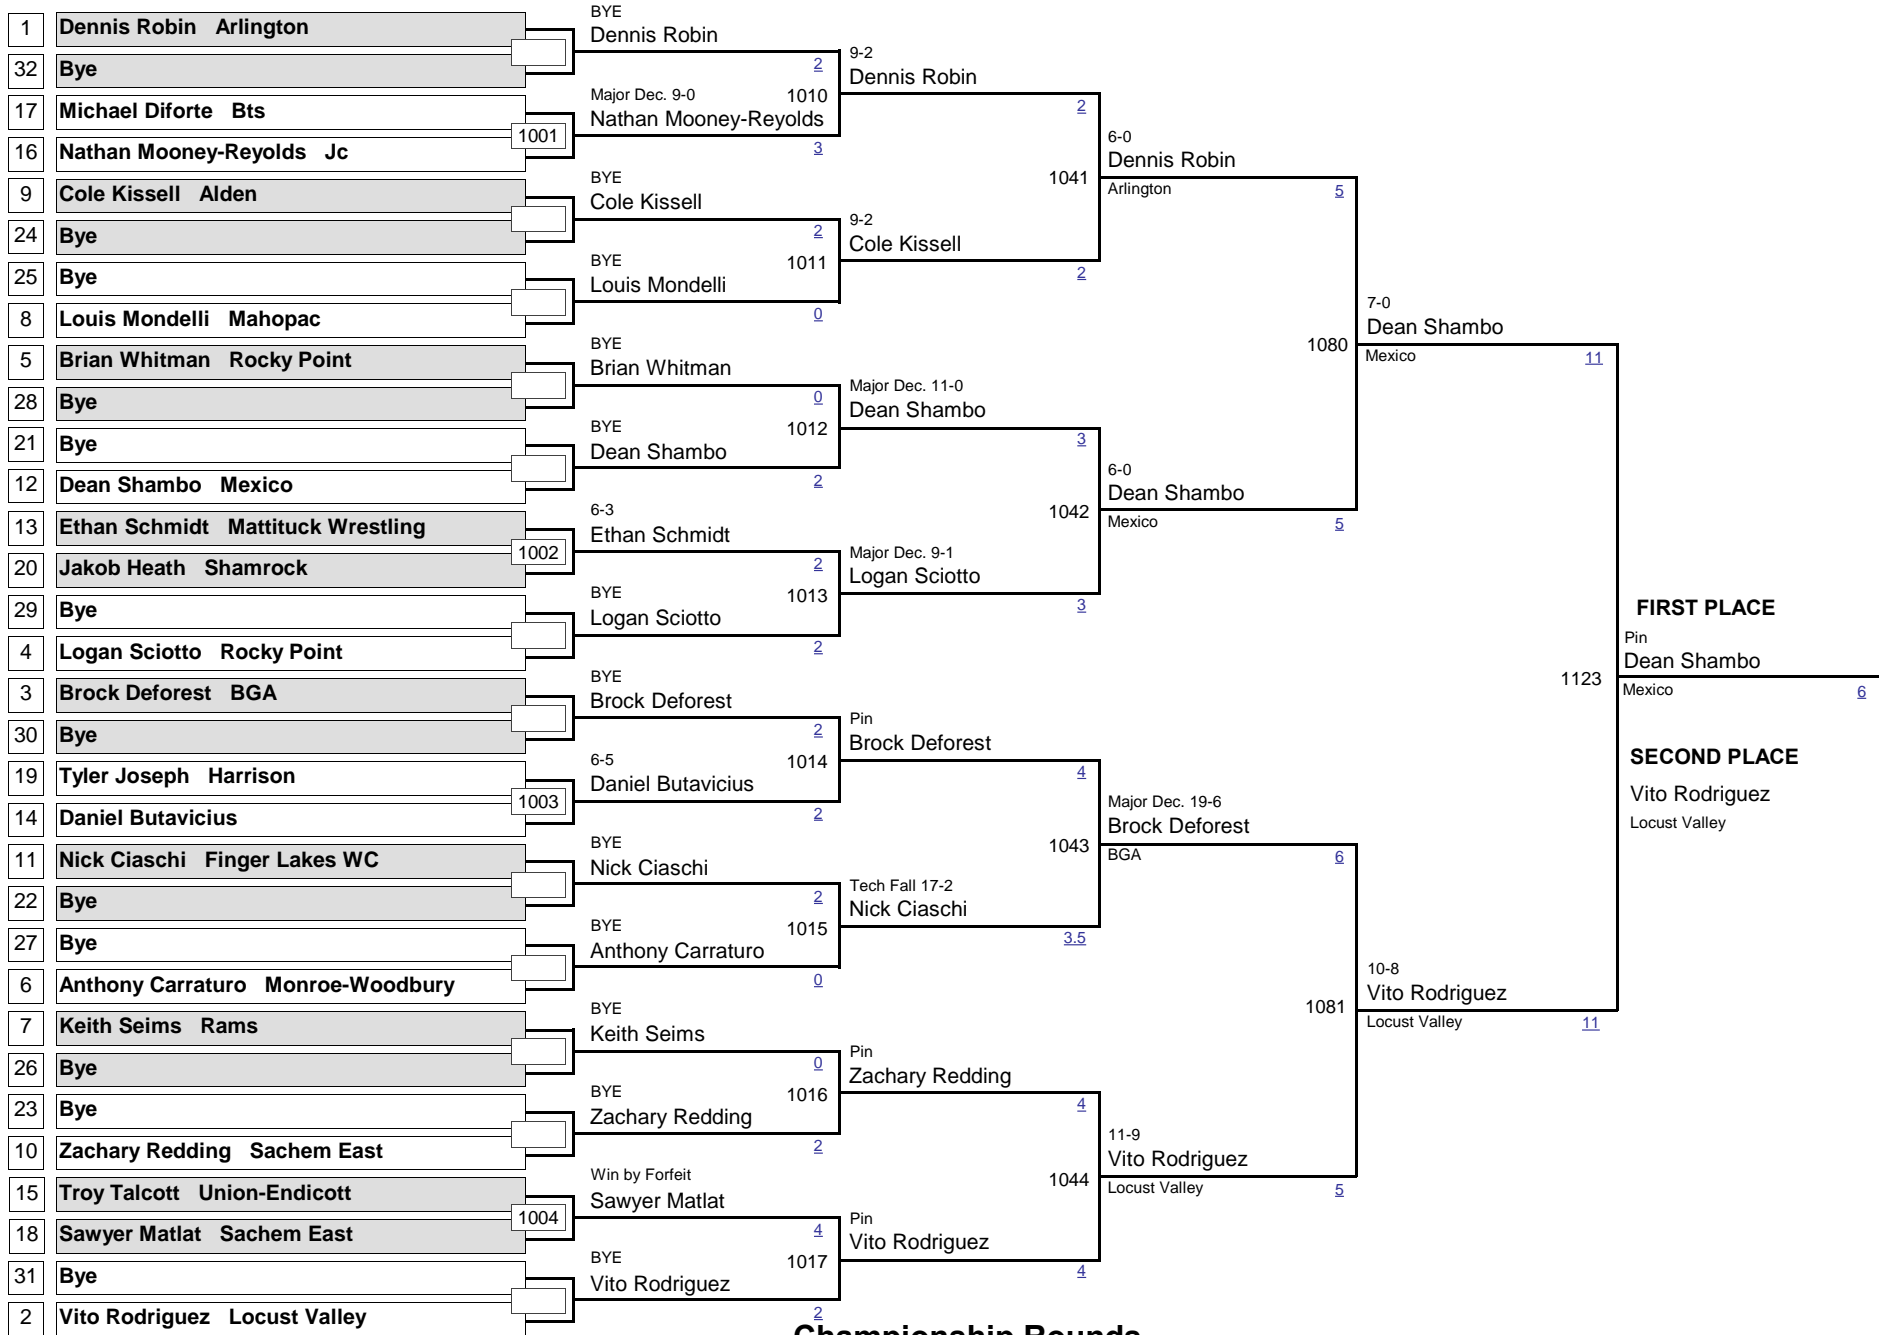 1 Dennis Robin Arlington
32 Bye
17 Michael Diforte Bts
16 Nathan Mooney-Reyolds Jc
9 Cole Kissell Alden
24 Bye
25 Bye
8 Louis Mondelli Mahopac
5 Brian Whitman Rocky Point
28 Bye
21 Bye
12 Dean Shambo Mexico
13 Ethan Schmidt Mattituck Wrestling
20 Jakob Heath Shamrock
29 Bye
4 Logan Sciotto Rocky Point
3 Brock Deforest BGA
30 Bye
19 Tyler Joseph Harrison
14 Daniel Butavicius
11 Nick Ciaschi Finger Lakes WC
22 Bye
27 Bye
6 Anthony Carraturo Monroe-Woodbury
7 Keith Seims Rams
26 Bye
23 Bye
10 Zachary Redding Sachem East
15 Troy Talcott Union-Endicott
18 Sawyer Matlat Sachem East
31 Bye
2 Vito Rodriguez Locust Valley
1001
1002
1003
1004
BYE
Dennis Robin
2
Major Dec. 9-0
1010
Nathan Mooney-Reyolds
3
BYE
Cole Kissell
2
BYE
1011
Louis Mondelli
0
BYE
Brian Whitman
0
BYE
1012
Dean Shambo
2
6-3
Ethan Schmidt
2
BYE
1013
Logan Sciotto
2
BYE
Brock Deforest
2
6-5
1014
Daniel Butavicius
2
BYE
Nick Ciaschi
2
BYE
1015
Anthony Carraturo
0
BYE
Keith Seims
0
BYE
1016
Zachary Redding
2
Win by Forfeit
Sawyer Matlat
4
BYE
1017
Vito Rodriguez
2
9-2
Dennis Robin
2
1041
9-2
Cole Kissell
2
Major Dec. 11-0
Dean Shambo
3
1042
Major Dec. 9-1
Logan Sciotto
3
Pin
Brock Deforest
4
1043
Tech Fall 17-2
Nick Ciaschi
3.5
Pin
Zachary Redding
4
1044
Pin
Vito Rodriguez
4
6-0
Dennis Robin
Arlington
5
1080
6-0
Dean Shambo
Mexico
5
Major Dec. 19-6
Brock Deforest
BGA
6
1081
11-9
Vito Rodriguez
Locust Valley
5
7-0
Dean Shambo
Mexico
11
1123
10-8
Vito Rodriguez
Locust Valley
11
FIRST PLACE
Pin
Dean Shambo
Mexico
6
SECOND PLACE
Vito Rodriguez
Locust Valley
Championship Rounds